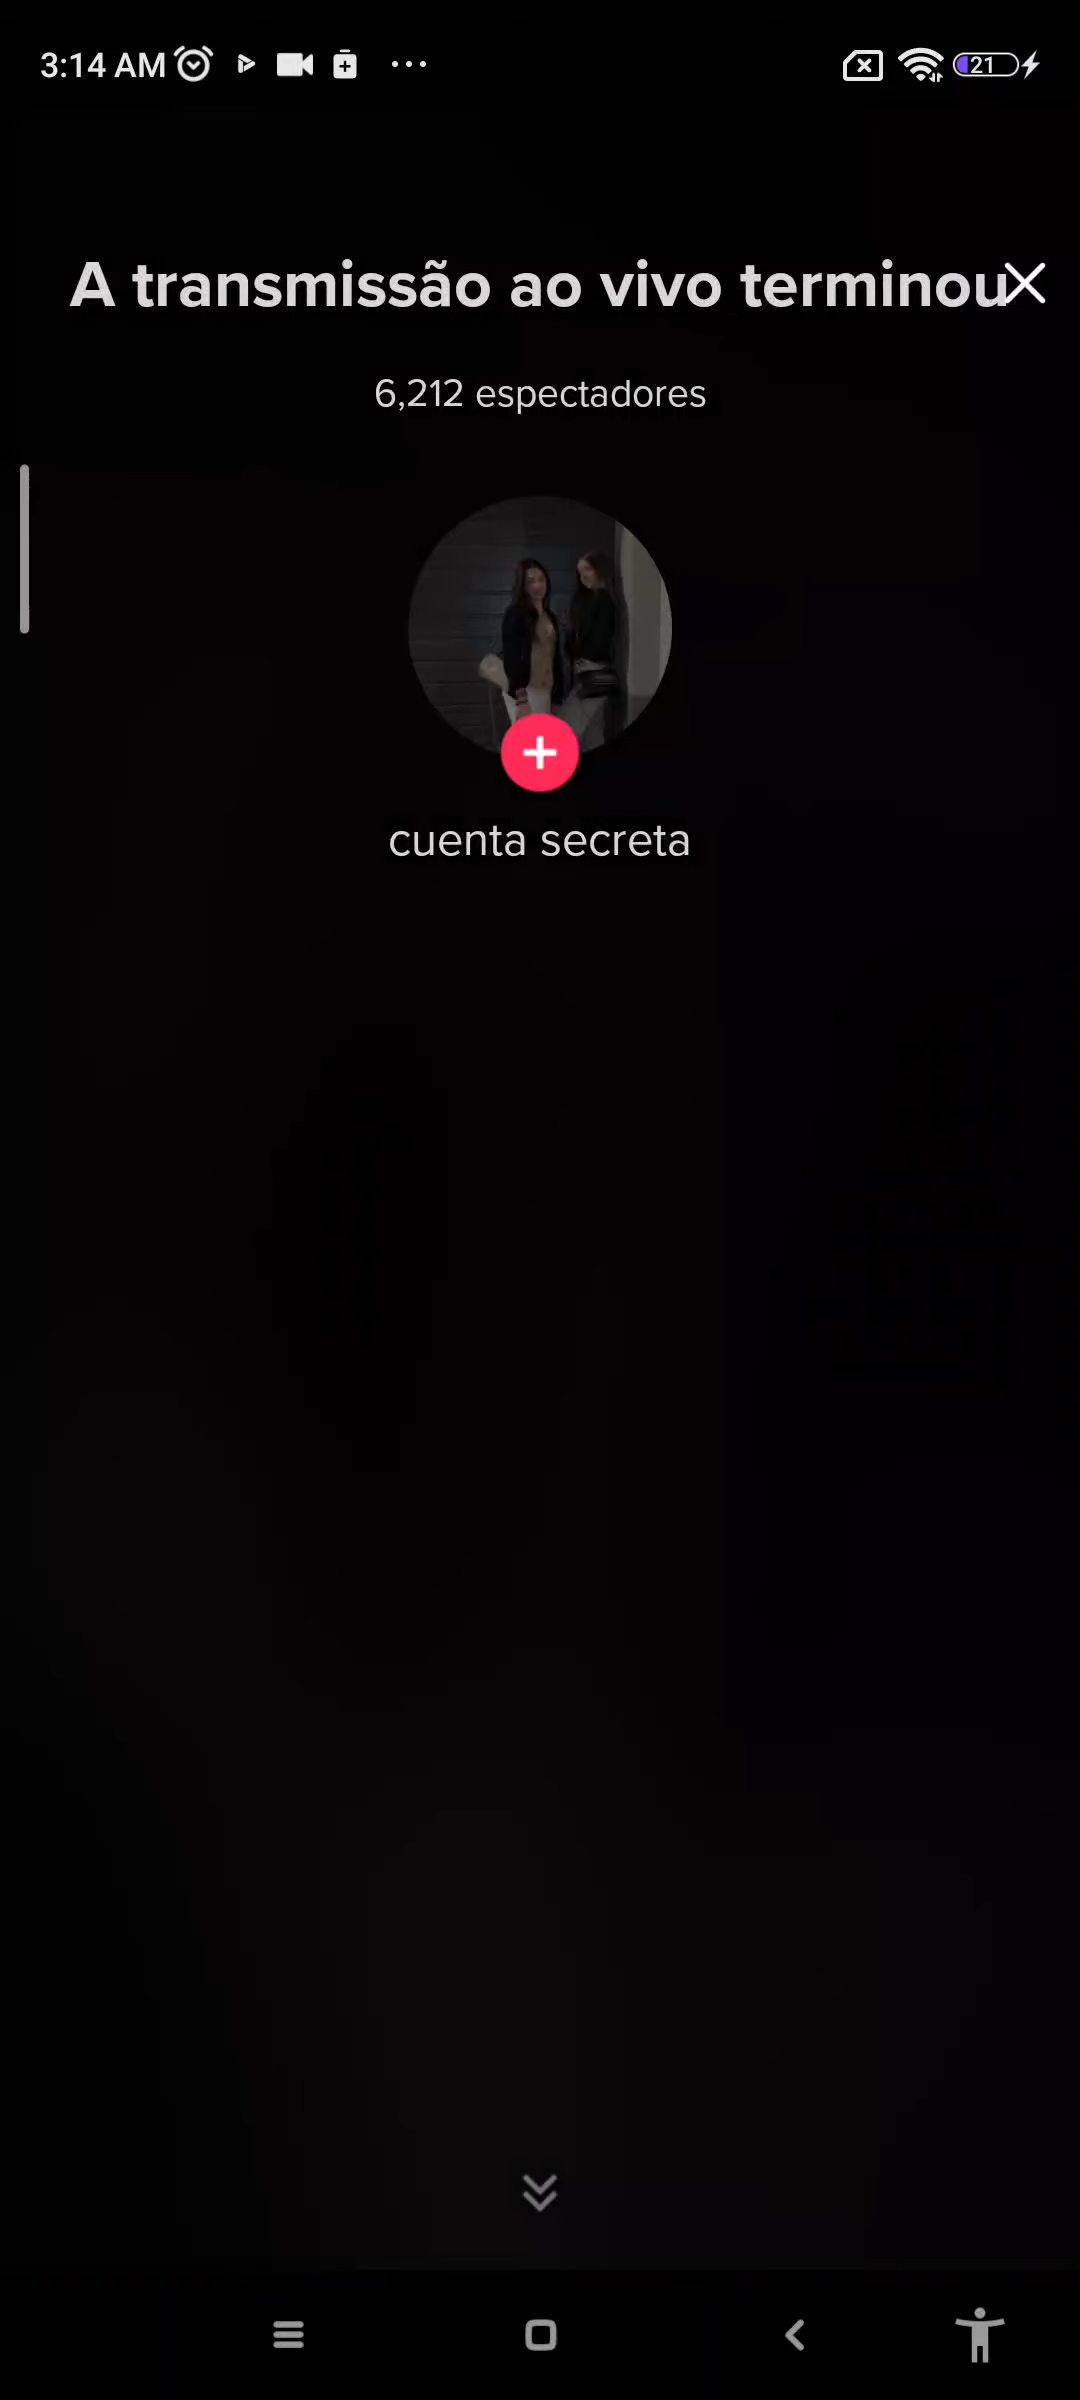 3:14 AM
21
A transmissão ao vivo terminou
6,212 espectadores
cuenta secreta